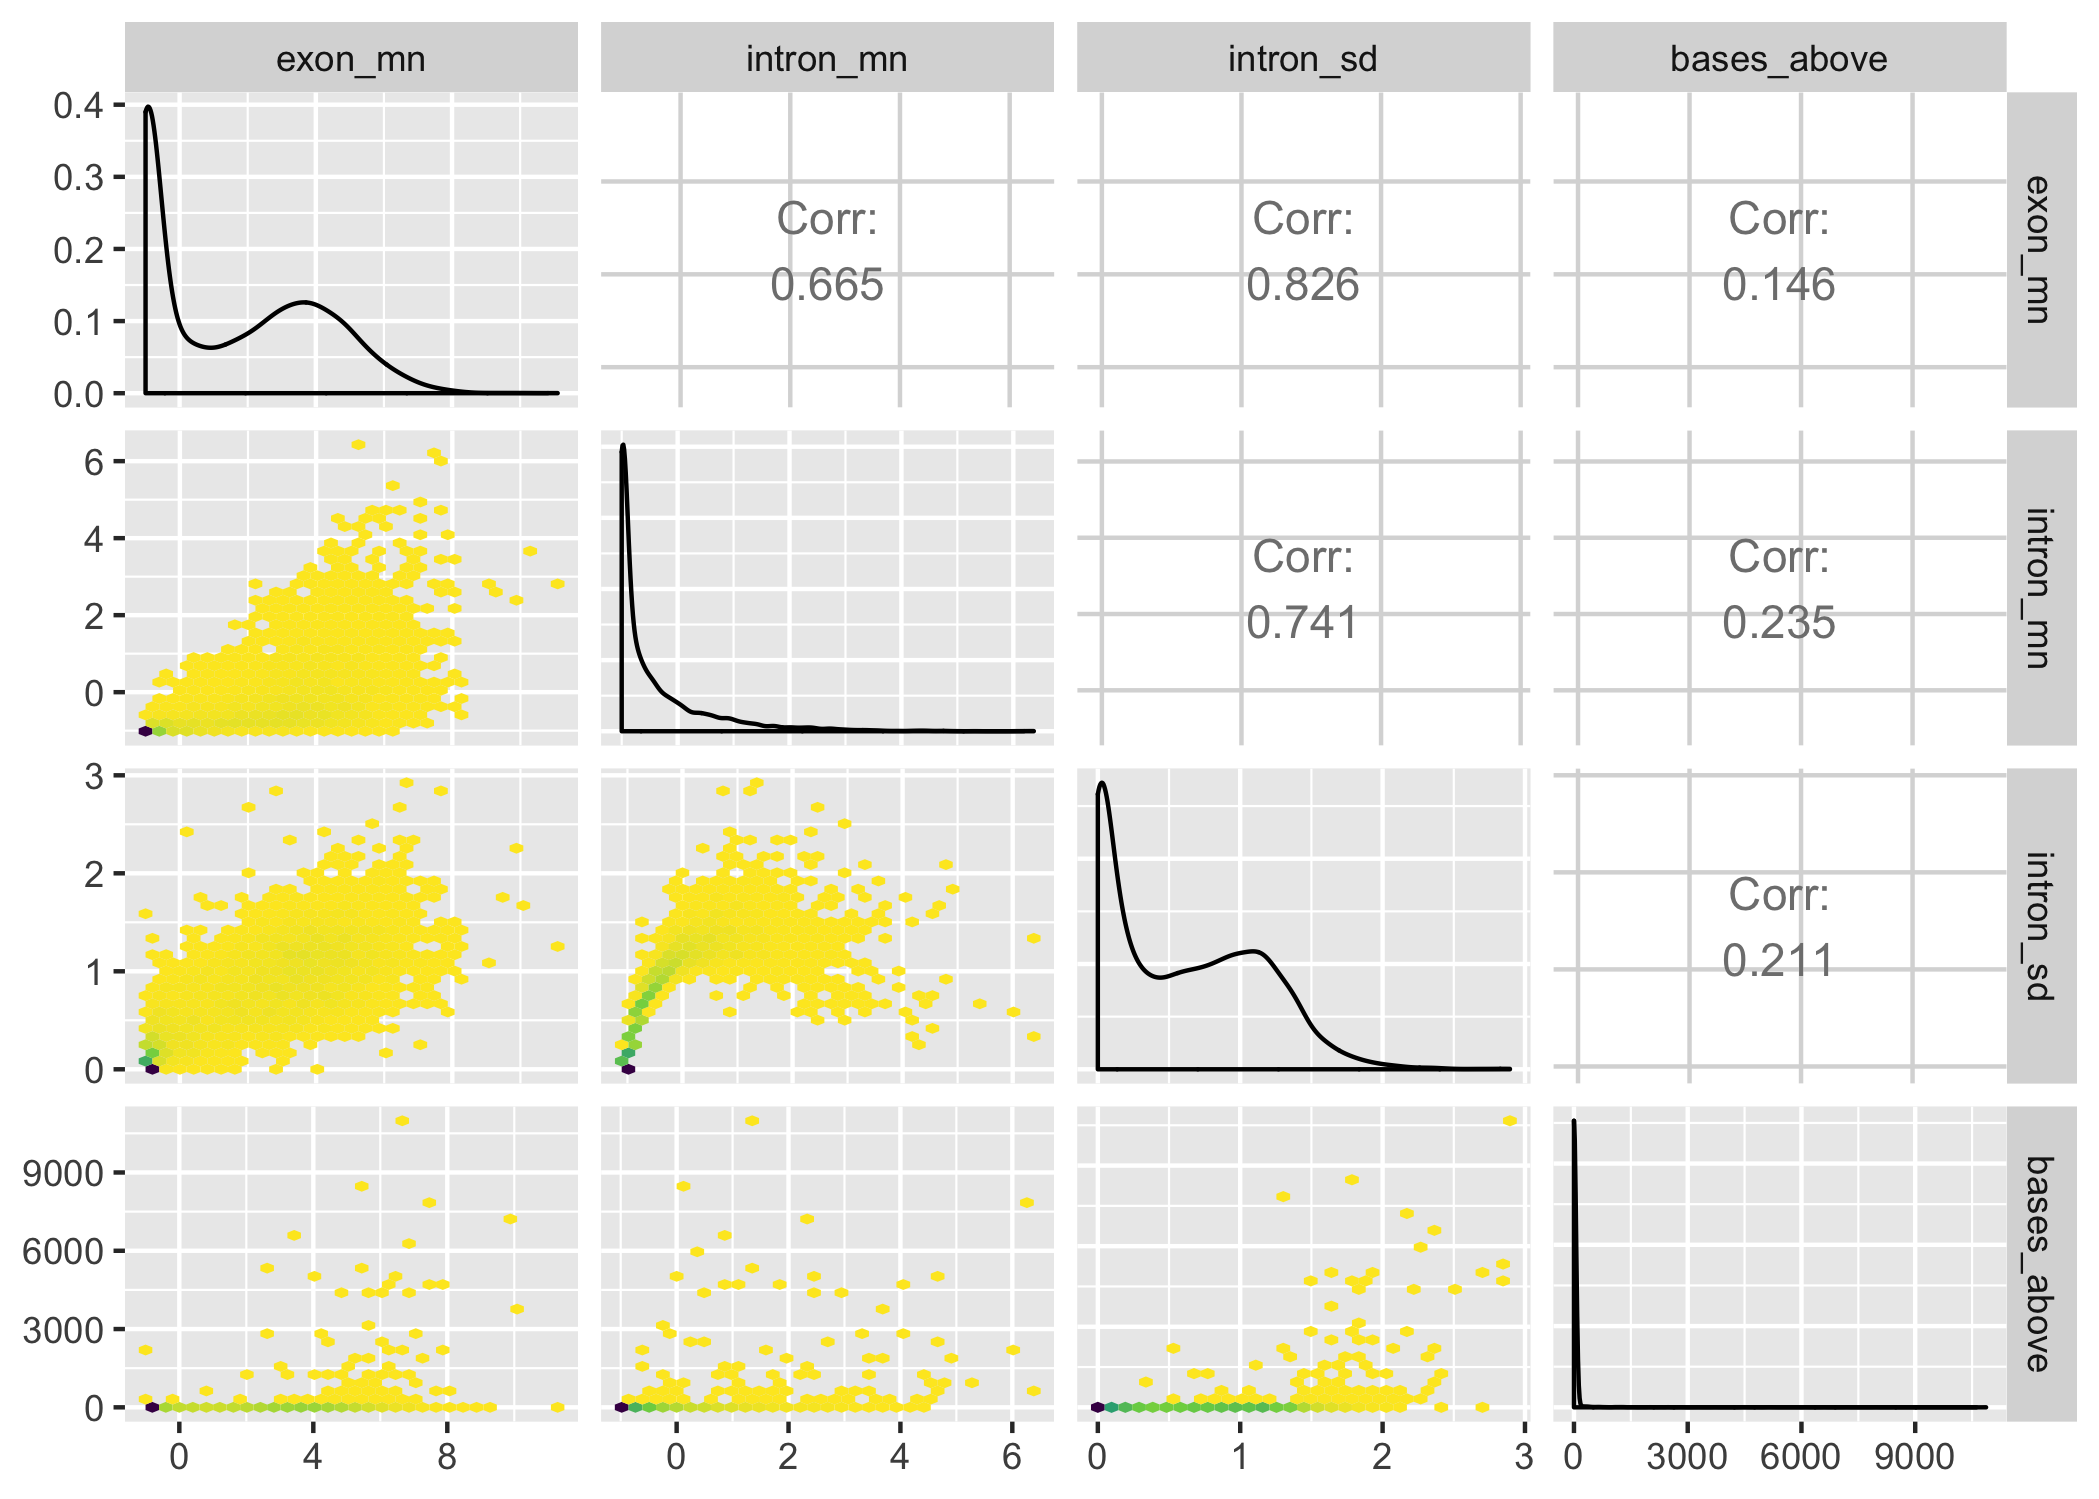 exon_mn intron_mn intron_sd bases_above
0.4
0.3
0.2
0.1
0.0
Corr: Corr: Corr:
0.665 0.826 0.146
exon_mn
6
4
2
0
Corr: Corr:
0.741 0.235
intron_mn
3
2
1
0
Corr:
0.211
intron_sd
9000
6000
3000
0
bases_above
0 4 8 0 2 4 6 0 1 2 3 0 3000 6000 9000